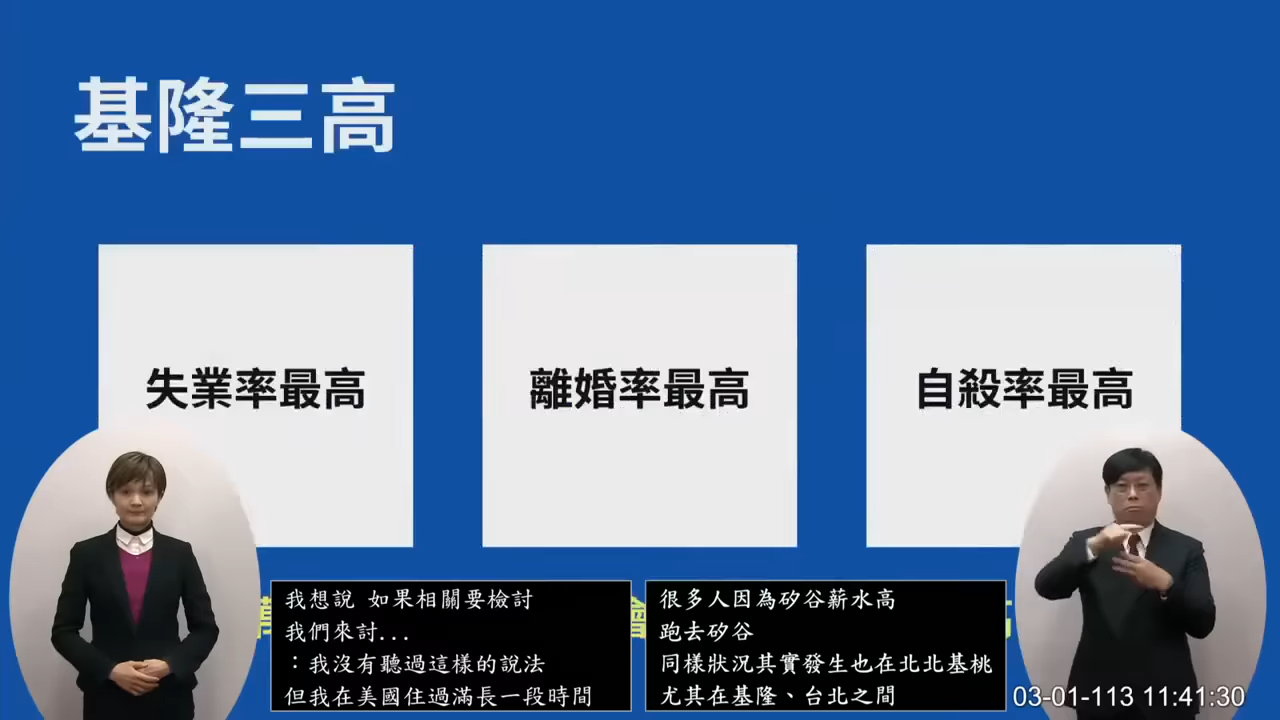 基隆三高
失業率最高
離婚率最高
自殺率最高
我想說 如果相關要檢討
我們來討...
：我沒有聽過這樣的說法
但我在美國住過滿長一段時間
會
很多人因為矽谷薪水高
跑去矽谷
同樣狀況其實發生也在北北基桃
尤其在基隆、台北之間
03-01-113 11:41:30